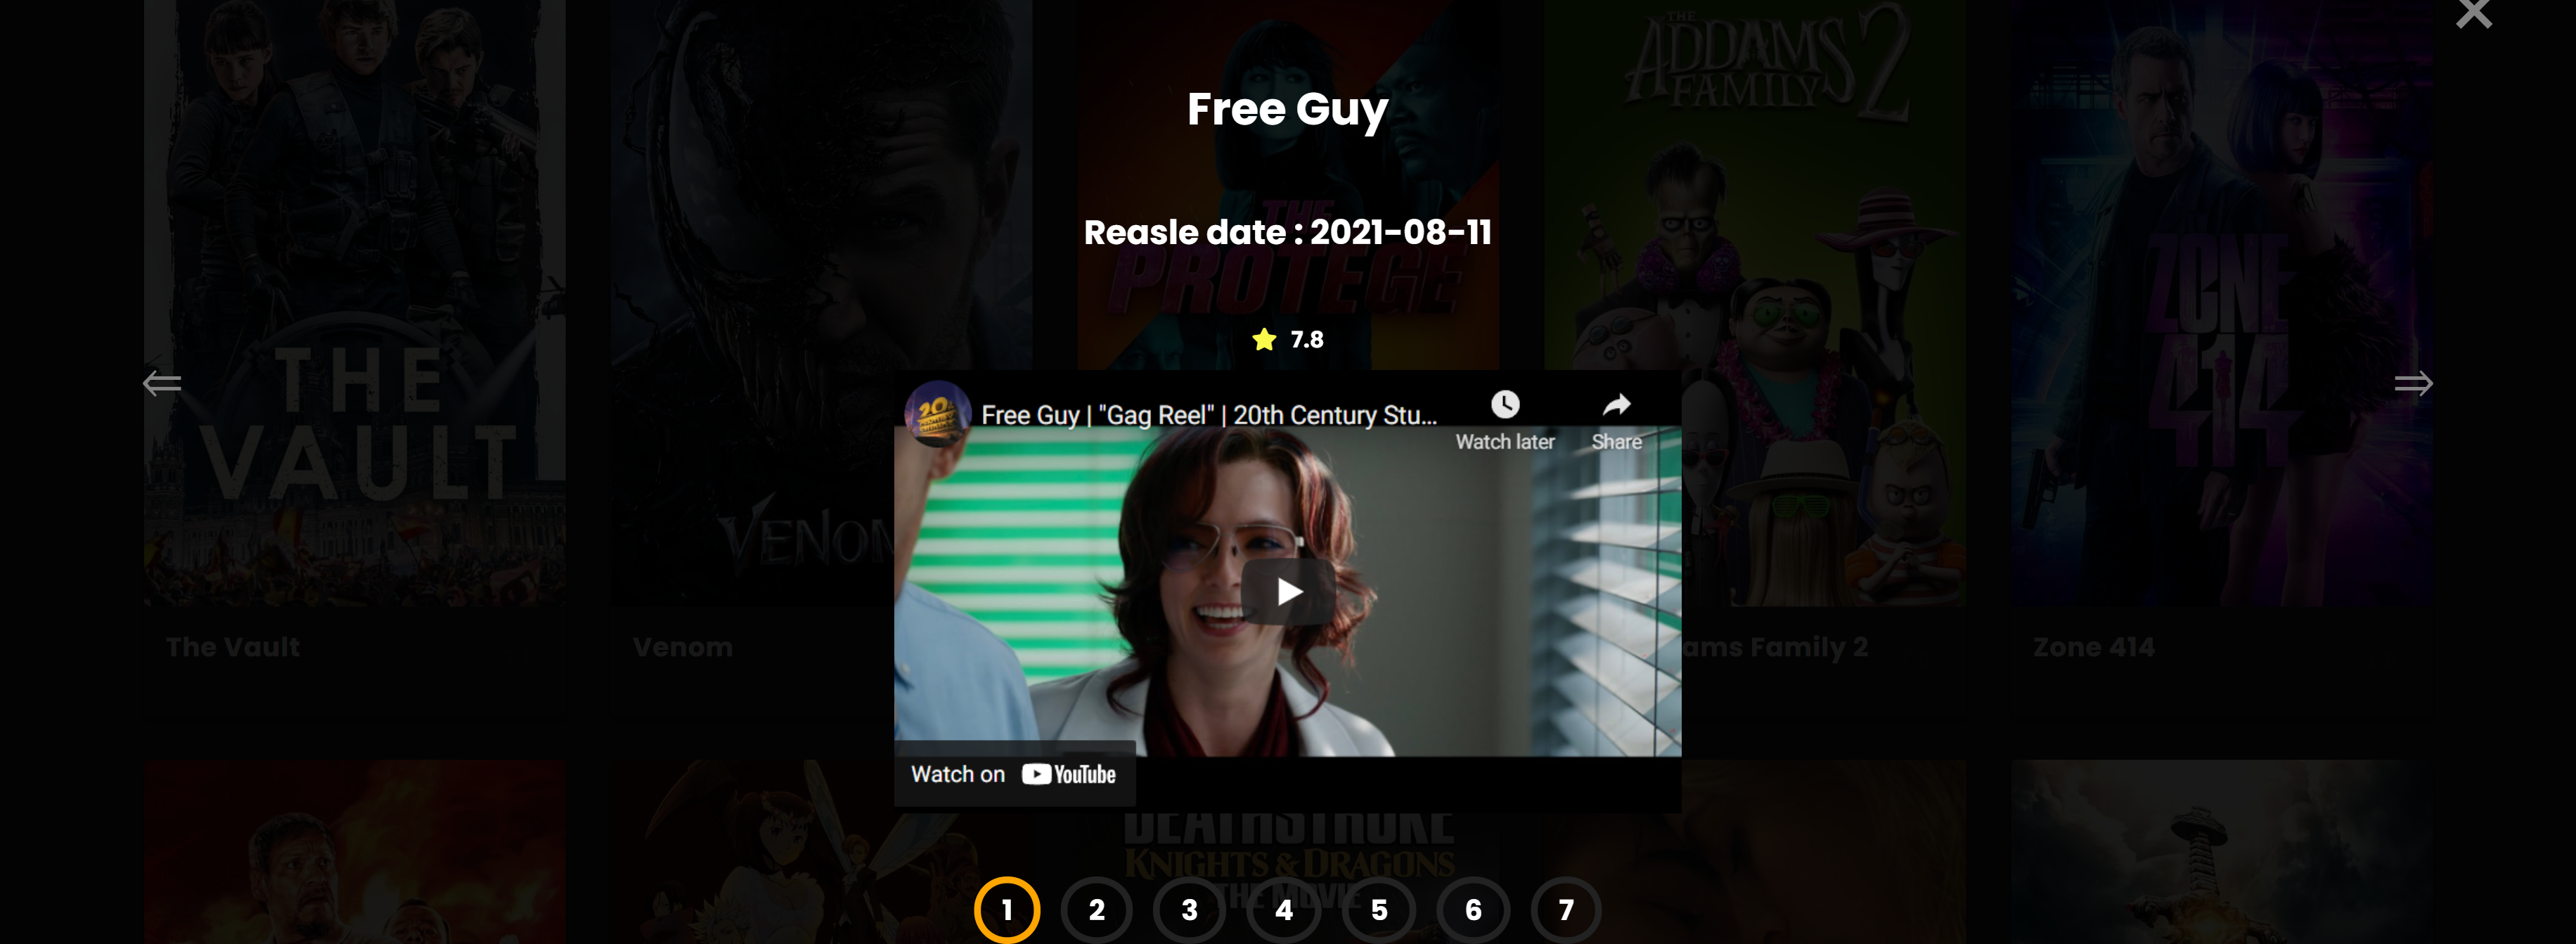 THE
ADDAMS
FAMILY 2
Free Guy
Reasle date : 2021-08-11
THE
PROTÉGÉ
7.8
ZONE
414
THE
VAULT
VENOM
Free Guy | "Gag Reel" | 20th Century Stu...
Watch later
Share
The Vault
Venom
ams Family 2
Zone 414
Watch on YouTube
DEATHSTROKE
KNIGHTS & DRAGONS
THE MOVIE
1 2 3 4 5 6 7